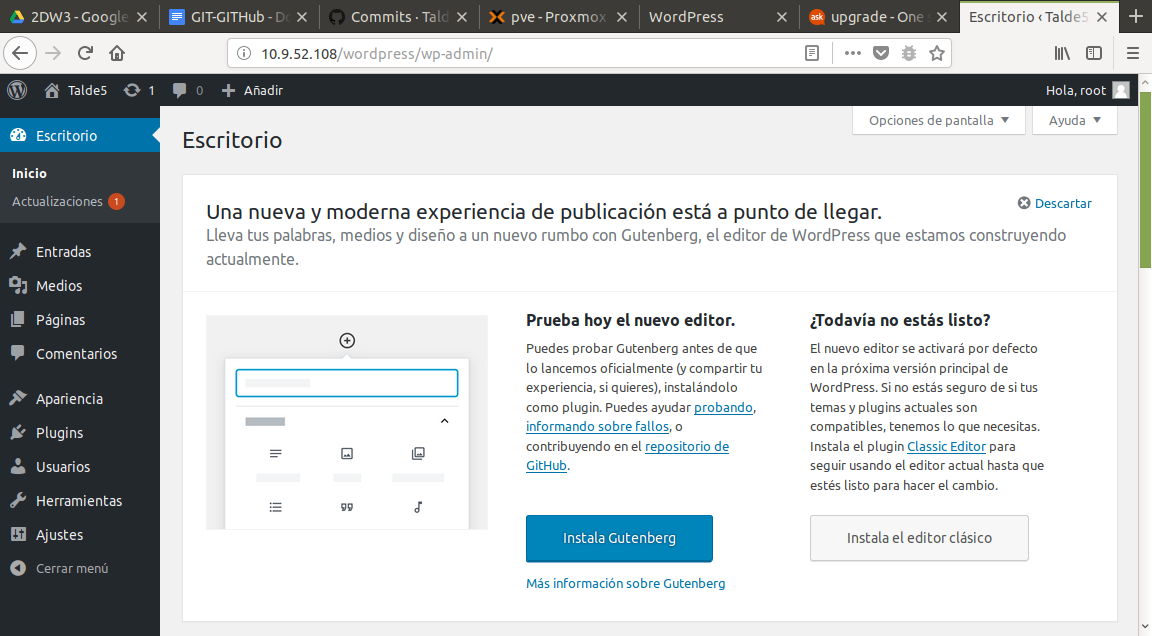 2DW3 - Google
GIT-GITHub - Do
Commits · Tald
pve - Proxmox
WordPress
ask upgrade - One
Escritorio ‹ Talde5
10.9.52.108/wordpress/wp-admin/
Talde5
1
0
Añadir
Hola, root
Escritorio
Inicio
Actualizaciones 1
Entradas
Medios
Páginas
Comentarios
Apariencia
Plugins
Usuarios
Herramientas
Ajustes
Cerrar menú
Opciones de pantalla
Ayuda
Escritorio
Descartar
Una nueva y moderna experiencia de publicación está a punto de llegar.
Lleva tus palabras, medios y diseño a un nuevo rumbo con Gutenberg, el editor de WordPress que estamos construyendo
actualmente.
Prueba hoy el nuevo editor.
Puedes probar Gutenberg antes de que
lo lancemos oficialmente (y compartir tu
experiencia, si quieres), instalándolo
como plugin. Puedes ayudar probando,
informando sobre fallos, o
contribuyendo en el repositorio de
GitHub.
Instala Gutenberg
Más información sobre Gutenberg
¿Todavía no estás listo?
El nuevo editor se activará por defecto
en la próxima versión principal de
WordPress. Si no estás seguro de si tus
temas y plugins actuales son
compatibles, tenemos lo que necesitas.
Instala el plugin Classic Editor para
seguir usando el editor actual hasta que
estés listo para hacer el cambio.
Instala el editor clásico